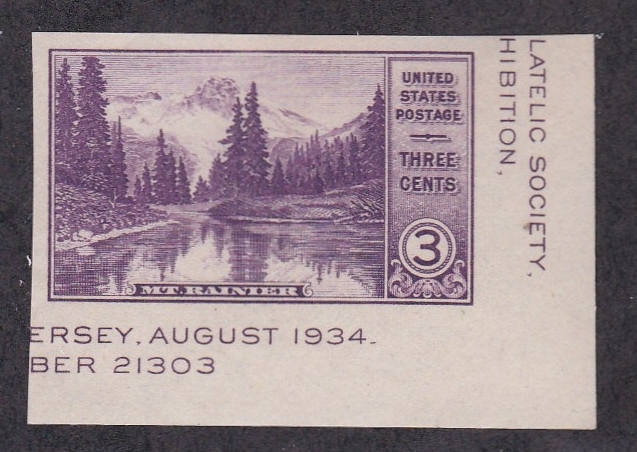 UNITED
STATES
POSTAGE
THREE
CENTS
3
MT. RAINIER
LATELIC SOCIETY,
HIBITION,
ERSEY, AUGUST 1934.
BER 21303